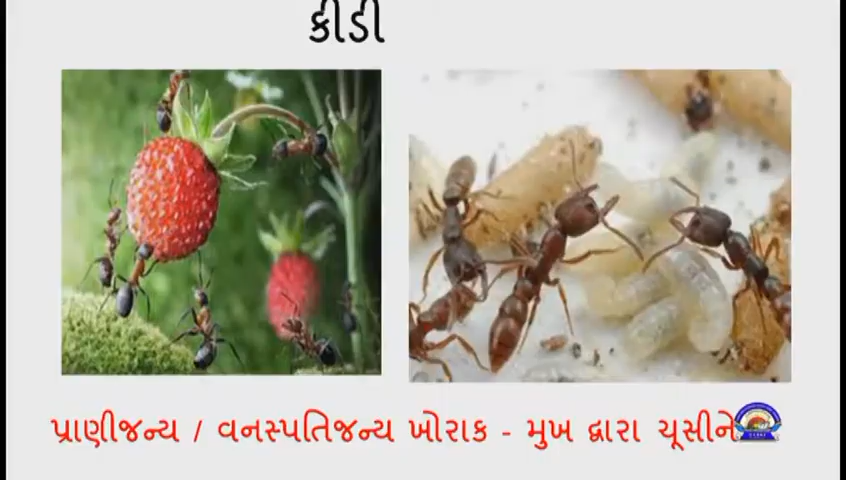 કીડી
પ્રાણીજન્ય / વનસ્પતિજન્ય ખોરાક - મુખ દ્વારા ચૂસીને